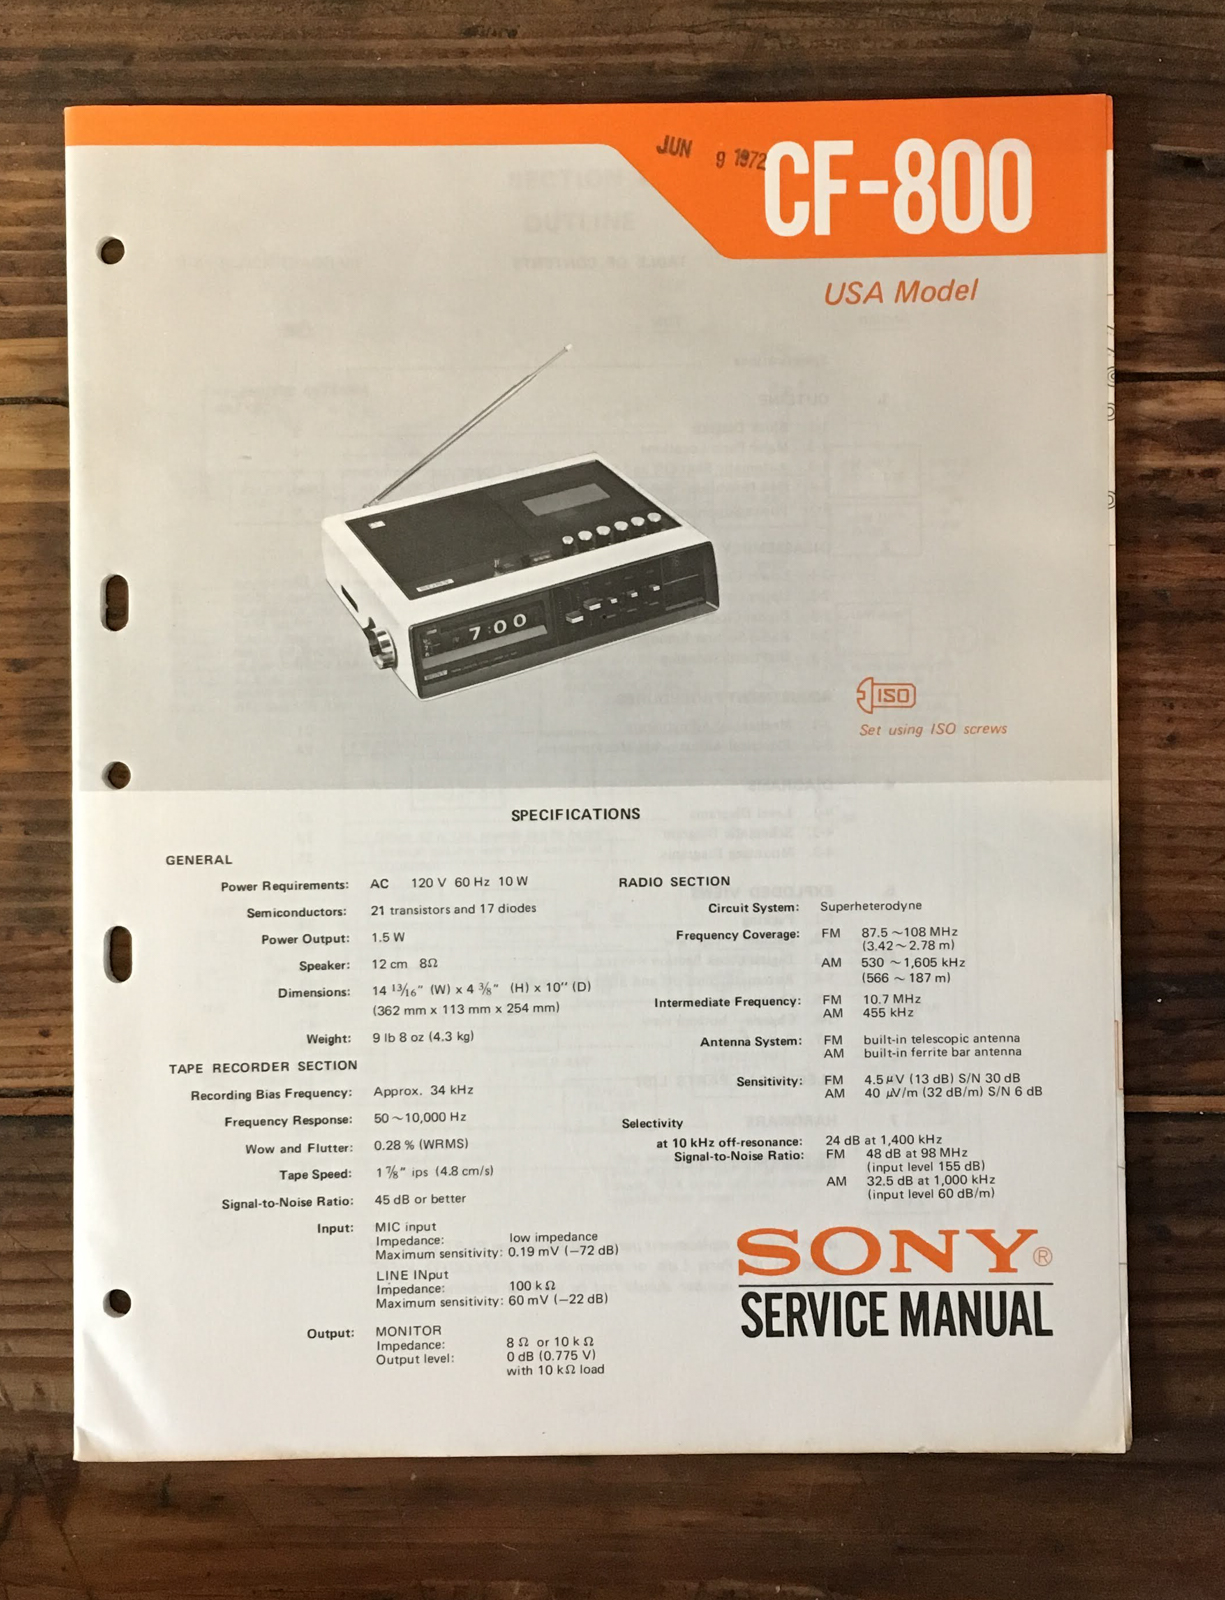 JUN 9 1972
CF-800
USA Model
7:00
SONY
ISO
Set using ISO screws
SPECIFICATIONS
GENERAL
Power Requirements: AC 120 V 60 Hz 10 W
Semiconductors: 21 transistors and 17 diodes
Power Output: 1.5 W
Speaker: 12 cm 8Ω
Dimensions: 14 13/16" (W) x 4 3/8" (H) x 10" (D)
(362 mm x 113 mm x 254 mm)
Weight: 9 lb 8 oz (4.3 kg)
TAPE RECORDER SECTION
Recording Bias Frequency: Approx. 34 kHz
Frequency Response: 50 ~ 10,000 Hz
Wow and Flutter: 0.28 % (WRMS)
Tape Speed: 1 7/8" ips (4.8 cm/s)
Signal-to-Noise Ratio: 45 dB or better
Input: MIC input
Impedance: low impedance
Maximum sensitivity: 0.19 mV (−72 dB)
LINE INput
Impedance: 100 k Ω
Maximum sensitivity: 60 mV (−22 dB)
Output: MONITOR
Impedance: 8 Ω or 10 k Ω
Output level: 0 dB (0.775 V)
with 10 kΩ load
RADIO SECTION
Circuit System: Superheterodyne
Frequency Coverage: FM 87.5 ~ 108 MHz
(3.42 ~ 2.78 m)
AM 530 ~ 1,605 kHz
(566 ~ 187 m)
Intermediate Frequency: FM 10.7 MHz
AM 455 kHz
Antenna System: FM built-in telescopic antenna
AM built-in ferrite bar antenna
Sensitivity: FM 4.5 μV (13 dB) S/N 30 dB
AM 40 μV/m (32 dB/m) S/N 6 dB
Selectivity
at 10 kHz off-resonance: 24 dB at 1,400 kHz
Signal-to-Noise Ratio: FM 48 dB at 98 MHz
(input level 155 dB)
AM 32.5 dB at 1,000 kHz
(input level 60 dB/m)
SONY®
SERVICE MANUAL